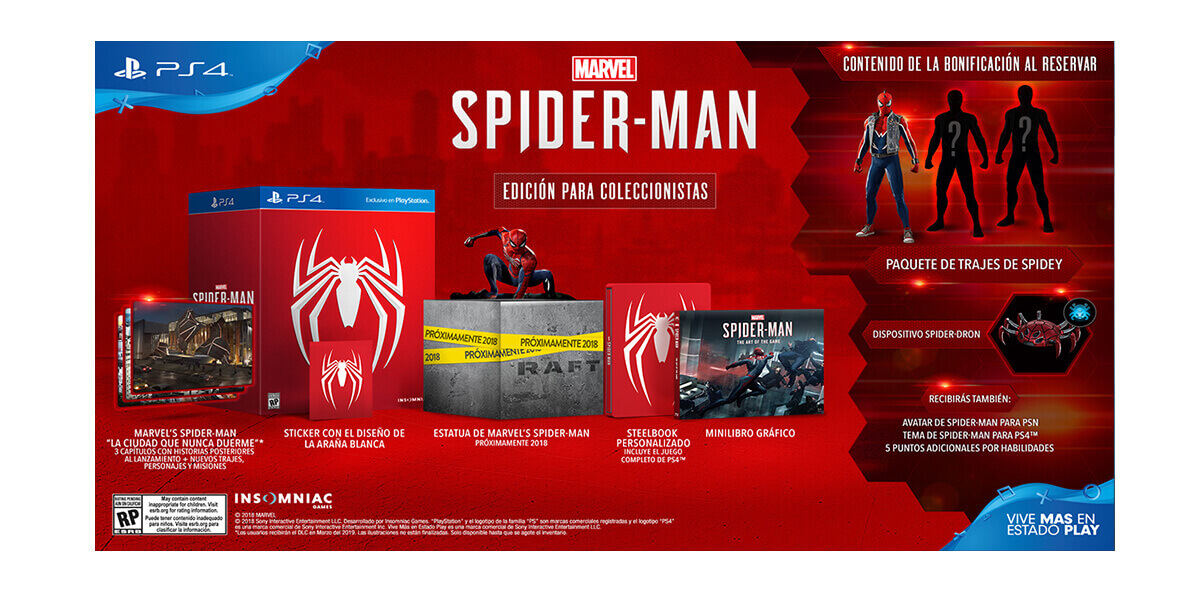 PS4
MARVEL
SPIDER-MAN
EDICIÓN PARA COLECCIONISTAS
CONTENIDO DE LA BONIFICACIÓN AL RESERVAR
?
?
PAQUETE DE TRAJES DE SPIDEY
DISPOSITIVO SPIDER-DRON
RECIBIRÁS TAMBIÉN:
AVATAR DE SPIDER-MAN PARA PSN
TEMA DE SPIDER-MAN PARA PS4™
5 PUNTOS ADICIONALES POR HABILIDADES
PS4
PS4
Exclusivo en PlayStation.
MARVEL
SPIDER-MAN
RP
INSOMNIAC
PRÓXIMAMENTE 2018
PRÓXIMAMENTE 2018
2018
PRÓXIMAMENTE 2018
RAFT
MARVEL
SPIDER-MAN
THE ART OF THE GAME
MARVEL'S SPIDER-MAN
"LA CIUDAD QUE NUNCA DUERME"*
3 CAPÍTULOS CON HISTORIAS POSTERIORES
AL LANZAMIENTO + NUEVOS TRAJES,
PERSONAJES Y MISIONES
STICKER CON EL DISEÑO DE
LA ARAÑA BLANCA
ESTATUA DE MARVEL'S SPIDER-MAN
PRÓXIMAMENTE 2018
STEELBOOK
PERSONALIZADO
INCLUYE EL JUEGO
COMPLETO DE PS4™
MINILIBRO GRÁFICO
RATING PENDING
RP
ESRB
May contain content
inappropriate for children. Visit
esrb.org for rating information.
Puede tener contenido inadecuado
para niños. Visite esrb.org para
clasificar la información.
INSOMNIAC
GAMES
© 2018 MARVEL
© 2018 Sony Interactive Entertainment LLC. Desarrollado por Insomniac Games. "PlayStation" y el logotipo de la familia "PS" son marcas comerciales registradas y el logotipo "PS4"
es una marca comercial de Sony Interactive Entertainment Inc. Vive Más en Estado Play es una marca comercial de Sony Interactive Entertainment LLC.
*Los usuarios recibirán el DLC en Marzo del 2019. Las ilustraciones no están finalizadas. Solo disponible hasta que se agote el inventario.
VIVE MAS EN
ESTADO PLAY